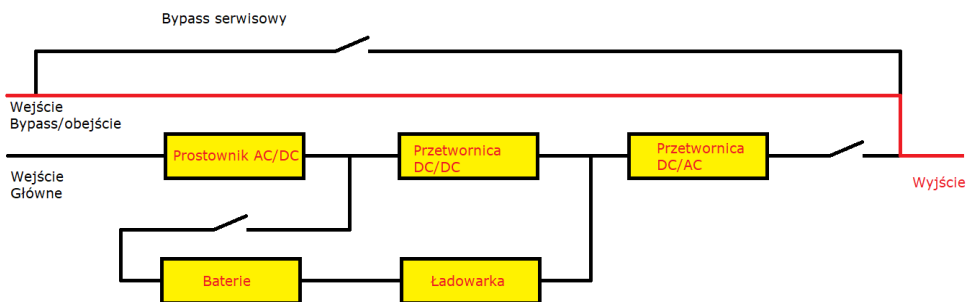 Bypass serwisowy
Wejście
Bypass/obejście
Prostownik AC/DC
Przetwornica
DC/DC
Przetwornica
DC/AC
Wejście
Główne
Wyjście
Baterie
Ładowarka